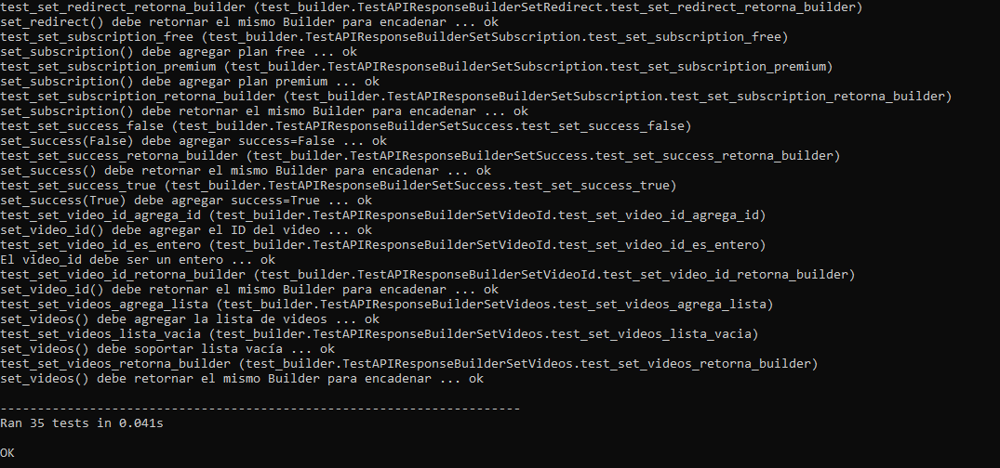 test_set_redirect_retorna_builder (test_builder.TestAPIResponseBuilderSetRedirect.test_set_redirect_retorna_builder)
set_redirect() debe retornar el mismo Builder para encadenar ... ok
test_set_subscription_free (test_builder.TestAPIResponseBuilderSetSubscription.test_set_subscription_free)
set_subscription() debe agregar plan free ... ok
test_set_subscription_premium (test_builder.TestAPIResponseBuilderSetSubscription.test_set_subscription_premium)
set_subscription() debe agregar plan premium ... ok
test_set_subscription_retorna_builder (test_builder.TestAPIResponseBuilderSetSubscription.test_set_subscription_retorna_builder)
set_subscription() debe retornar el mismo Builder para encadenar ... ok
test_set_success_false (test_builder.TestAPIResponseBuilderSetSuccess.test_set_success_false)
set_success(False) debe agregar success=False ... ok
test_set_success_retorna_builder (test_builder.TestAPIResponseBuilderSetSuccess.test_set_success_retorna_builder)
set_success() debe retornar el mismo Builder para encadenar ... ok
test_set_success_true (test_builder.TestAPIResponseBuilderSetSuccess.test_set_success_true)
set_success(True) debe agregar success=True ... ok
test_set_video_id_agrega_id (test_builder.TestAPIResponseBuilderSetVideoId.test_set_video_id_agrega_id)
set_video_id() debe agregar el ID del video ... ok
test_set_video_id_es_entero (test_builder.TestAPIResponseBuilderSetVideoId.test_set_video_id_es_entero)
El video_id debe ser un entero ... ok
test_set_video_id_retorna_builder (test_builder.TestAPIResponseBuilderSetVideoId.test_set_video_id_retorna_builder)
set_video_id() debe retornar el mismo Builder para encadenar ... ok
test_set_videos_agrega_lista (test_builder.TestAPIResponseBuilderSetVideos.test_set_videos_agrega_lista)
set_videos() debe agregar la lista de videos ... ok
test_set_videos_lista_vacia (test_builder.TestAPIResponseBuilderSetVideos.test_set_videos_lista_vacia)
set_videos() debe soportar lista vacía ... ok
test_set_videos_retorna_builder (test_builder.TestAPIResponseBuilderSetVideos.test_set_videos_retorna_builder)
set_videos() debe retornar el mismo Builder para encadenar ... ok
----------------------------------------------------------------------
Ran 35 tests in 0.041s
OK